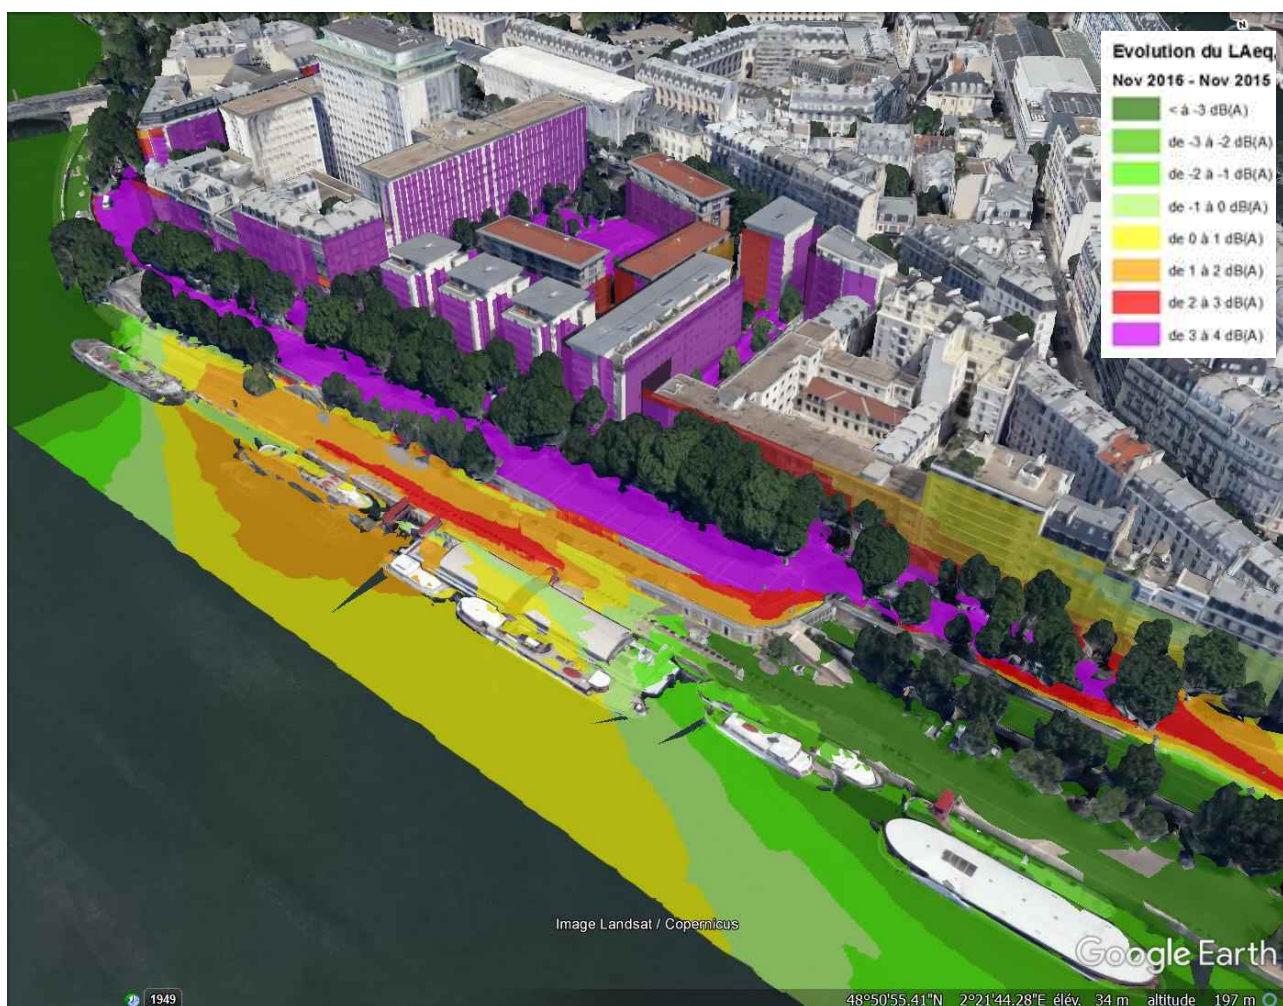 N
Evolution du LAeq
Nov 2016 - Nov 2015
< à -3 dB(A)
de -3 à -2 dB(A)
de -2 à -1 dB(A)
de -1 à 0 dB(A)
de 0 à 1 dB(A)
de 1 à 2 dB(A)
de 2 à 3 dB(A)
de 3 à 4 dB(A)
Image Landsat / Copernicus
Google Earth
1949
48°50'55.41"N 2°21'44.28"E élév. 34 m altitude 197 m